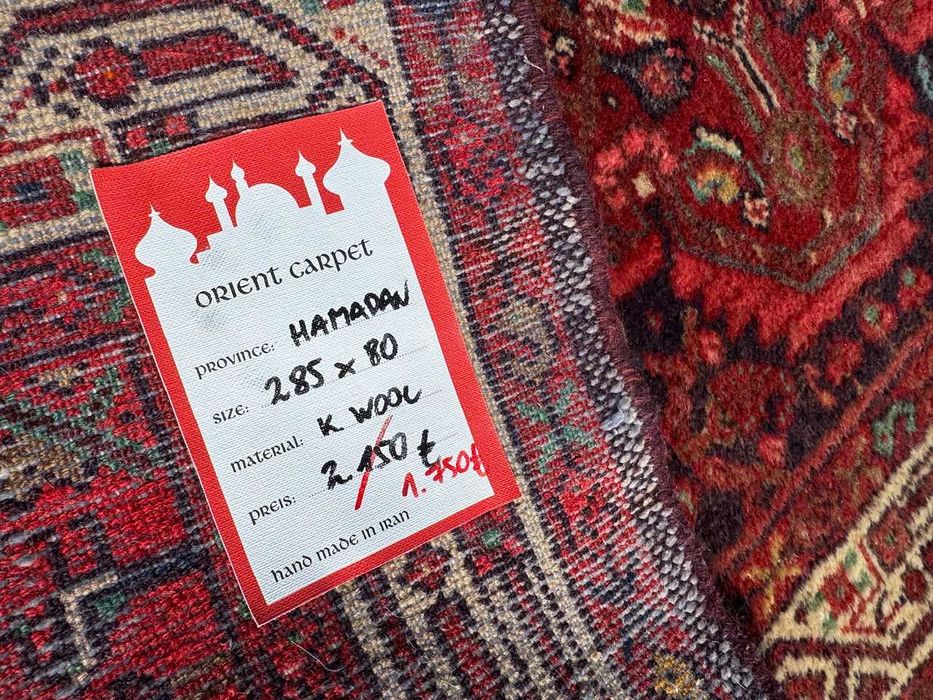 ORIENT CARPET
PROVINCE: HAMADAN
SIZE: 285 x 80
MATERIAL: K WOOL
PREIS: 2.150 €
1.750€
HAND MADE IN IRAN